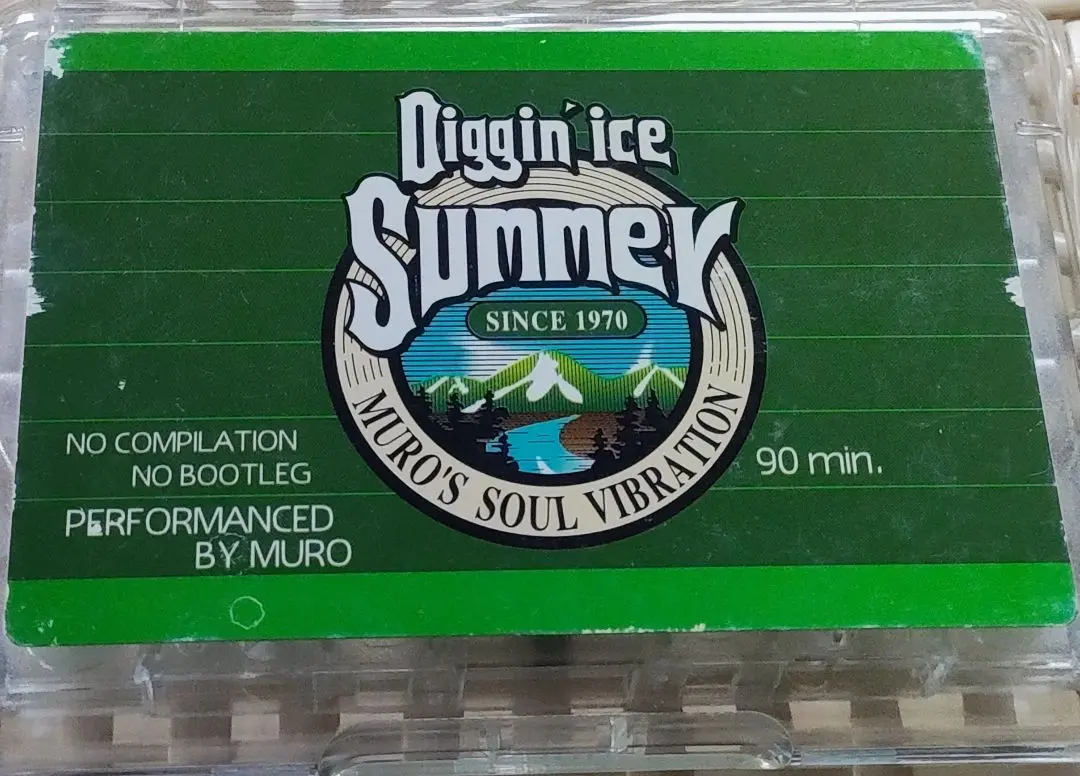 Diggin' ice
Summer
SINCE 1970
MURO'S SOUL VIBRATION
NO COMPILATION
NO BOOTLEG
PERFORMANCED
BY MURO
90 min.